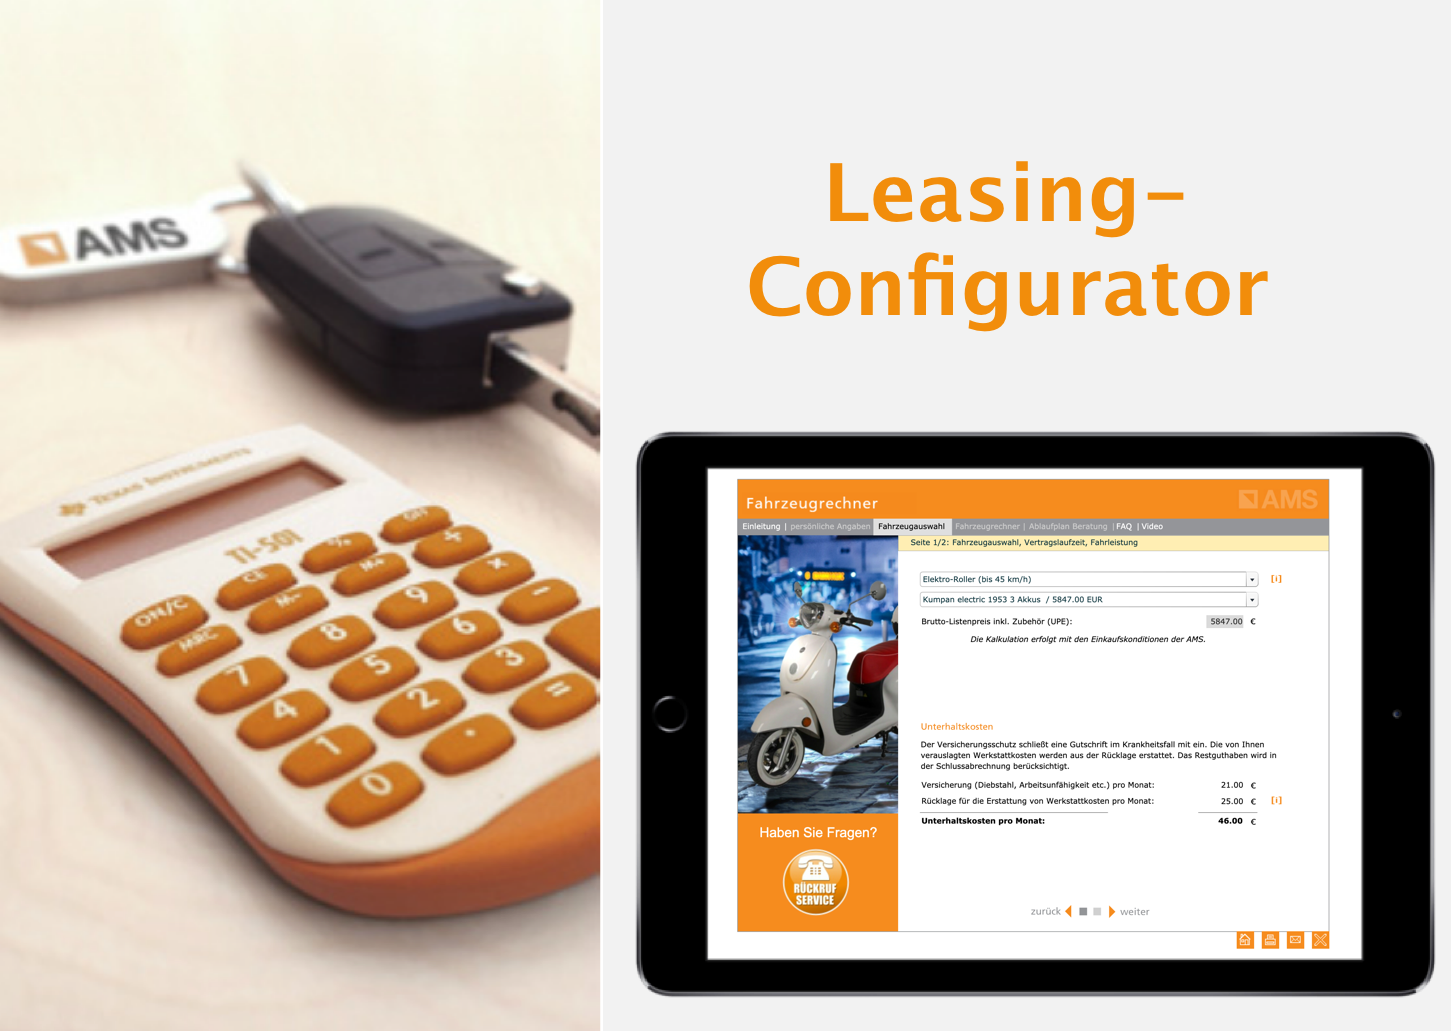 AMS
TEXAS INSTRUMENTS
TI-501
OFF
% ÷
CE M+ ×
ON/C M− 9 −
MRC 8 6
7 5 3
4 2 =
1 .
0
Leasing-
Configurator
Fahrzeugrechner
AMS
Einleitung | persönliche Angaben Fahrzeugauswahl Fahrzeugrechner | Ablaufplan Beratung | FAQ | Video
Seite 1/2: Fahrzeugauswahl, Vertragslaufzeit, Fahrleistung
Elektro-Roller (bis 45 km/h) [i]
Kumpan electric 1953 3 Akkus / 5847.00 EUR
Brutto-Listenpreis inkl. Zubehör (UPE): 5847.00 €
Die Kalkulation erfolgt mit den Einkaufskonditionen der AMS.
Unterhaltskosten
Der Versicherungsschutz schließt eine Gutschrift im Krankheitsfall mit ein. Die von Ihnen
verauslagten Werkstattkosten werden aus der Rücklage erstattet. Das Restguthaben wird in
der Schlussabrechnung berücksichtigt.
Versicherung (Diebstahl, Arbeitsunfähigkeit etc.) pro Monat: 21.00 €
Rücklage für die Erstattung von Werkstattkosten pro Monat: 25.00 € [i]
Unterhaltskosten pro Monat: 46.00 €
Haben Sie Fragen?
RÜCKRUF
SERVICE
zurück weiter